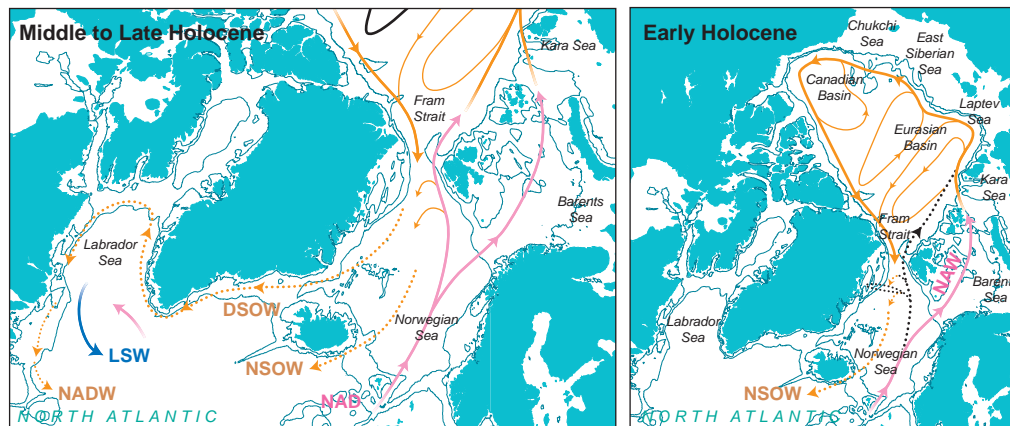 Middle to Late Holocene
Kara Sea
Fram
Strait
Barents
Sea
Labrador
Sea
DSOW
Norwegian
Sea
LSW
NSOW
NADW
NAD
NORTH ATLANTIC
Early Holocene
Chukchi
Sea
East
Siberian
Sea
Canadian
Basin
Laptev
Sea
Eurasian
Basin
Kara
Sea
Fram
Strait
NAW
Barents
Sea
Labrador
Sea
Norwegian
Sea
NSOW
NORTH ATLANTIC